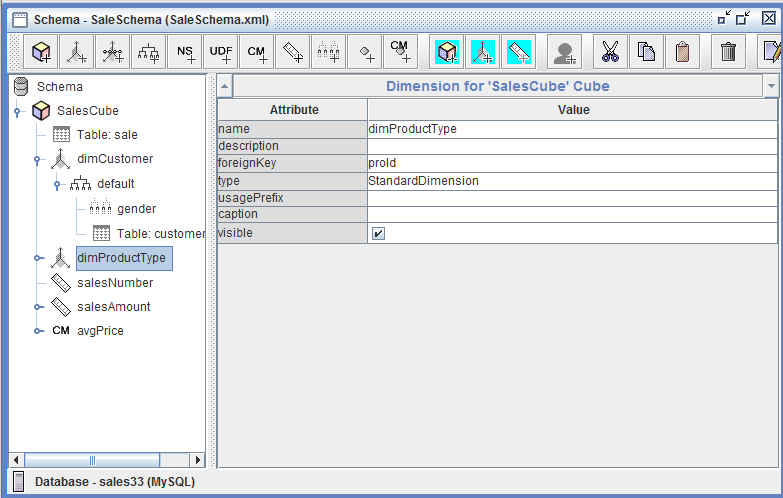 Schema - SaleSchema (SaleSchema.xml)
NS UDF CM CM
Schema
SalesCube
Table: sale
dimCustomer
default
gender
Table: customer
dimProductType
salesNumber
salesAmount
CM avgPrice
Dimension for 'SalesCube' Cube
Attribute Value
name dimProductType
description
foreignKey proId
type StandardDimension
usagePrefix
caption
visible
Database - sales33 (MySQL)